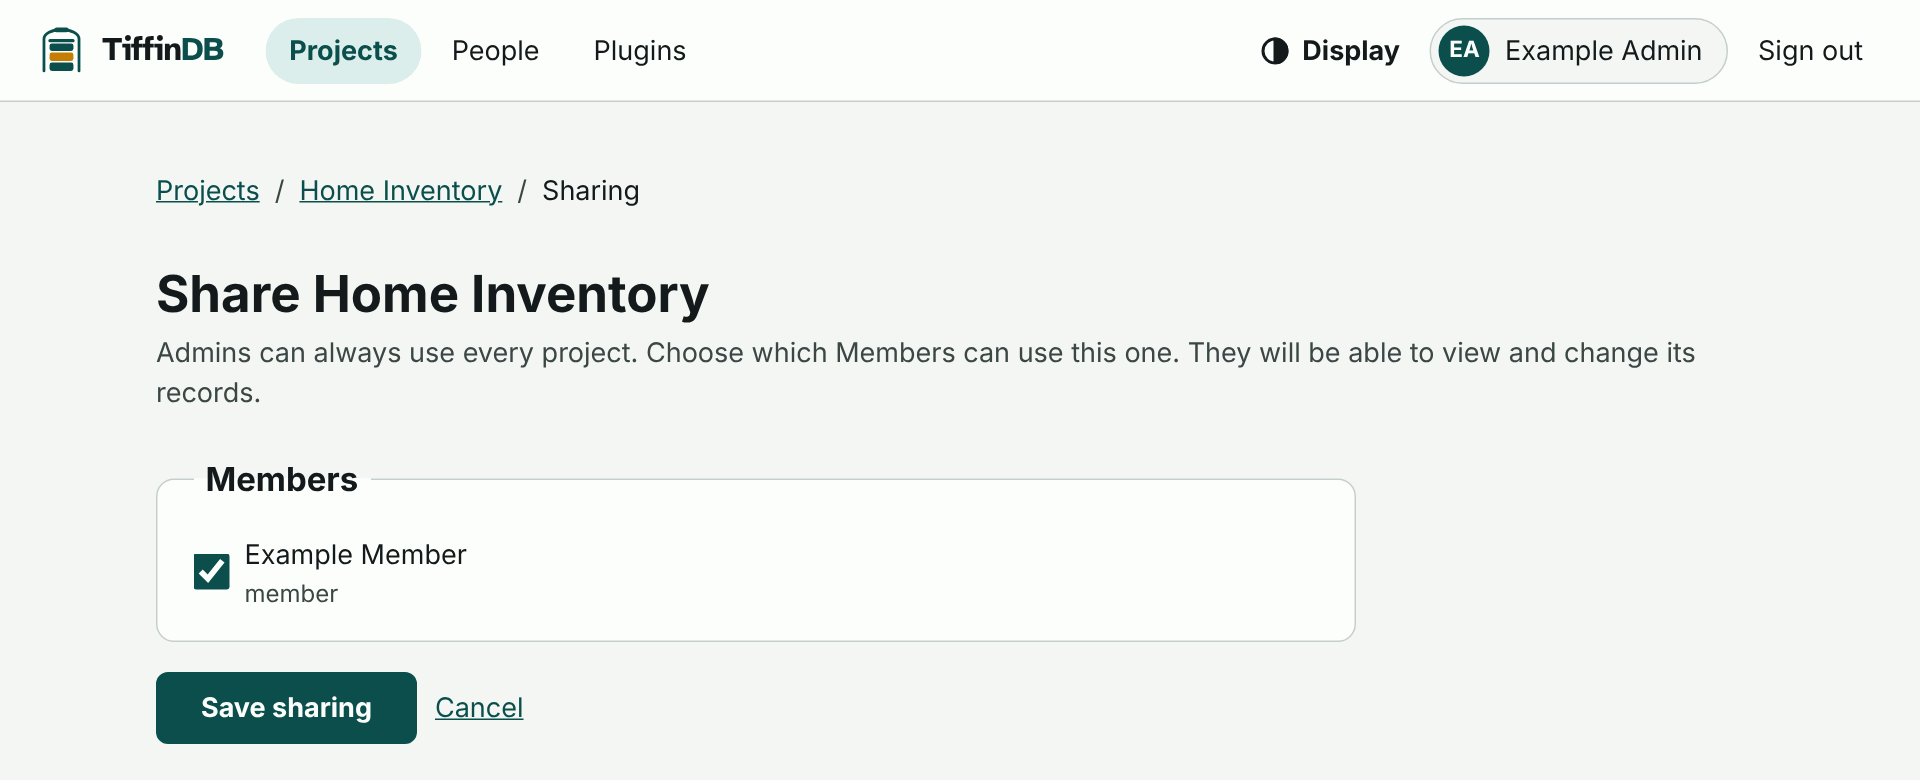 TiffinDB
Projects
People
Plugins
Display
EA
Example Admin
Sign out
Projects / Home Inventory / Sharing
Share Home Inventory
Admins can always use every project. Choose which Members can use this one. They will be able to view and change its
records.
Members
Example Member
member
Save sharing
Cancel